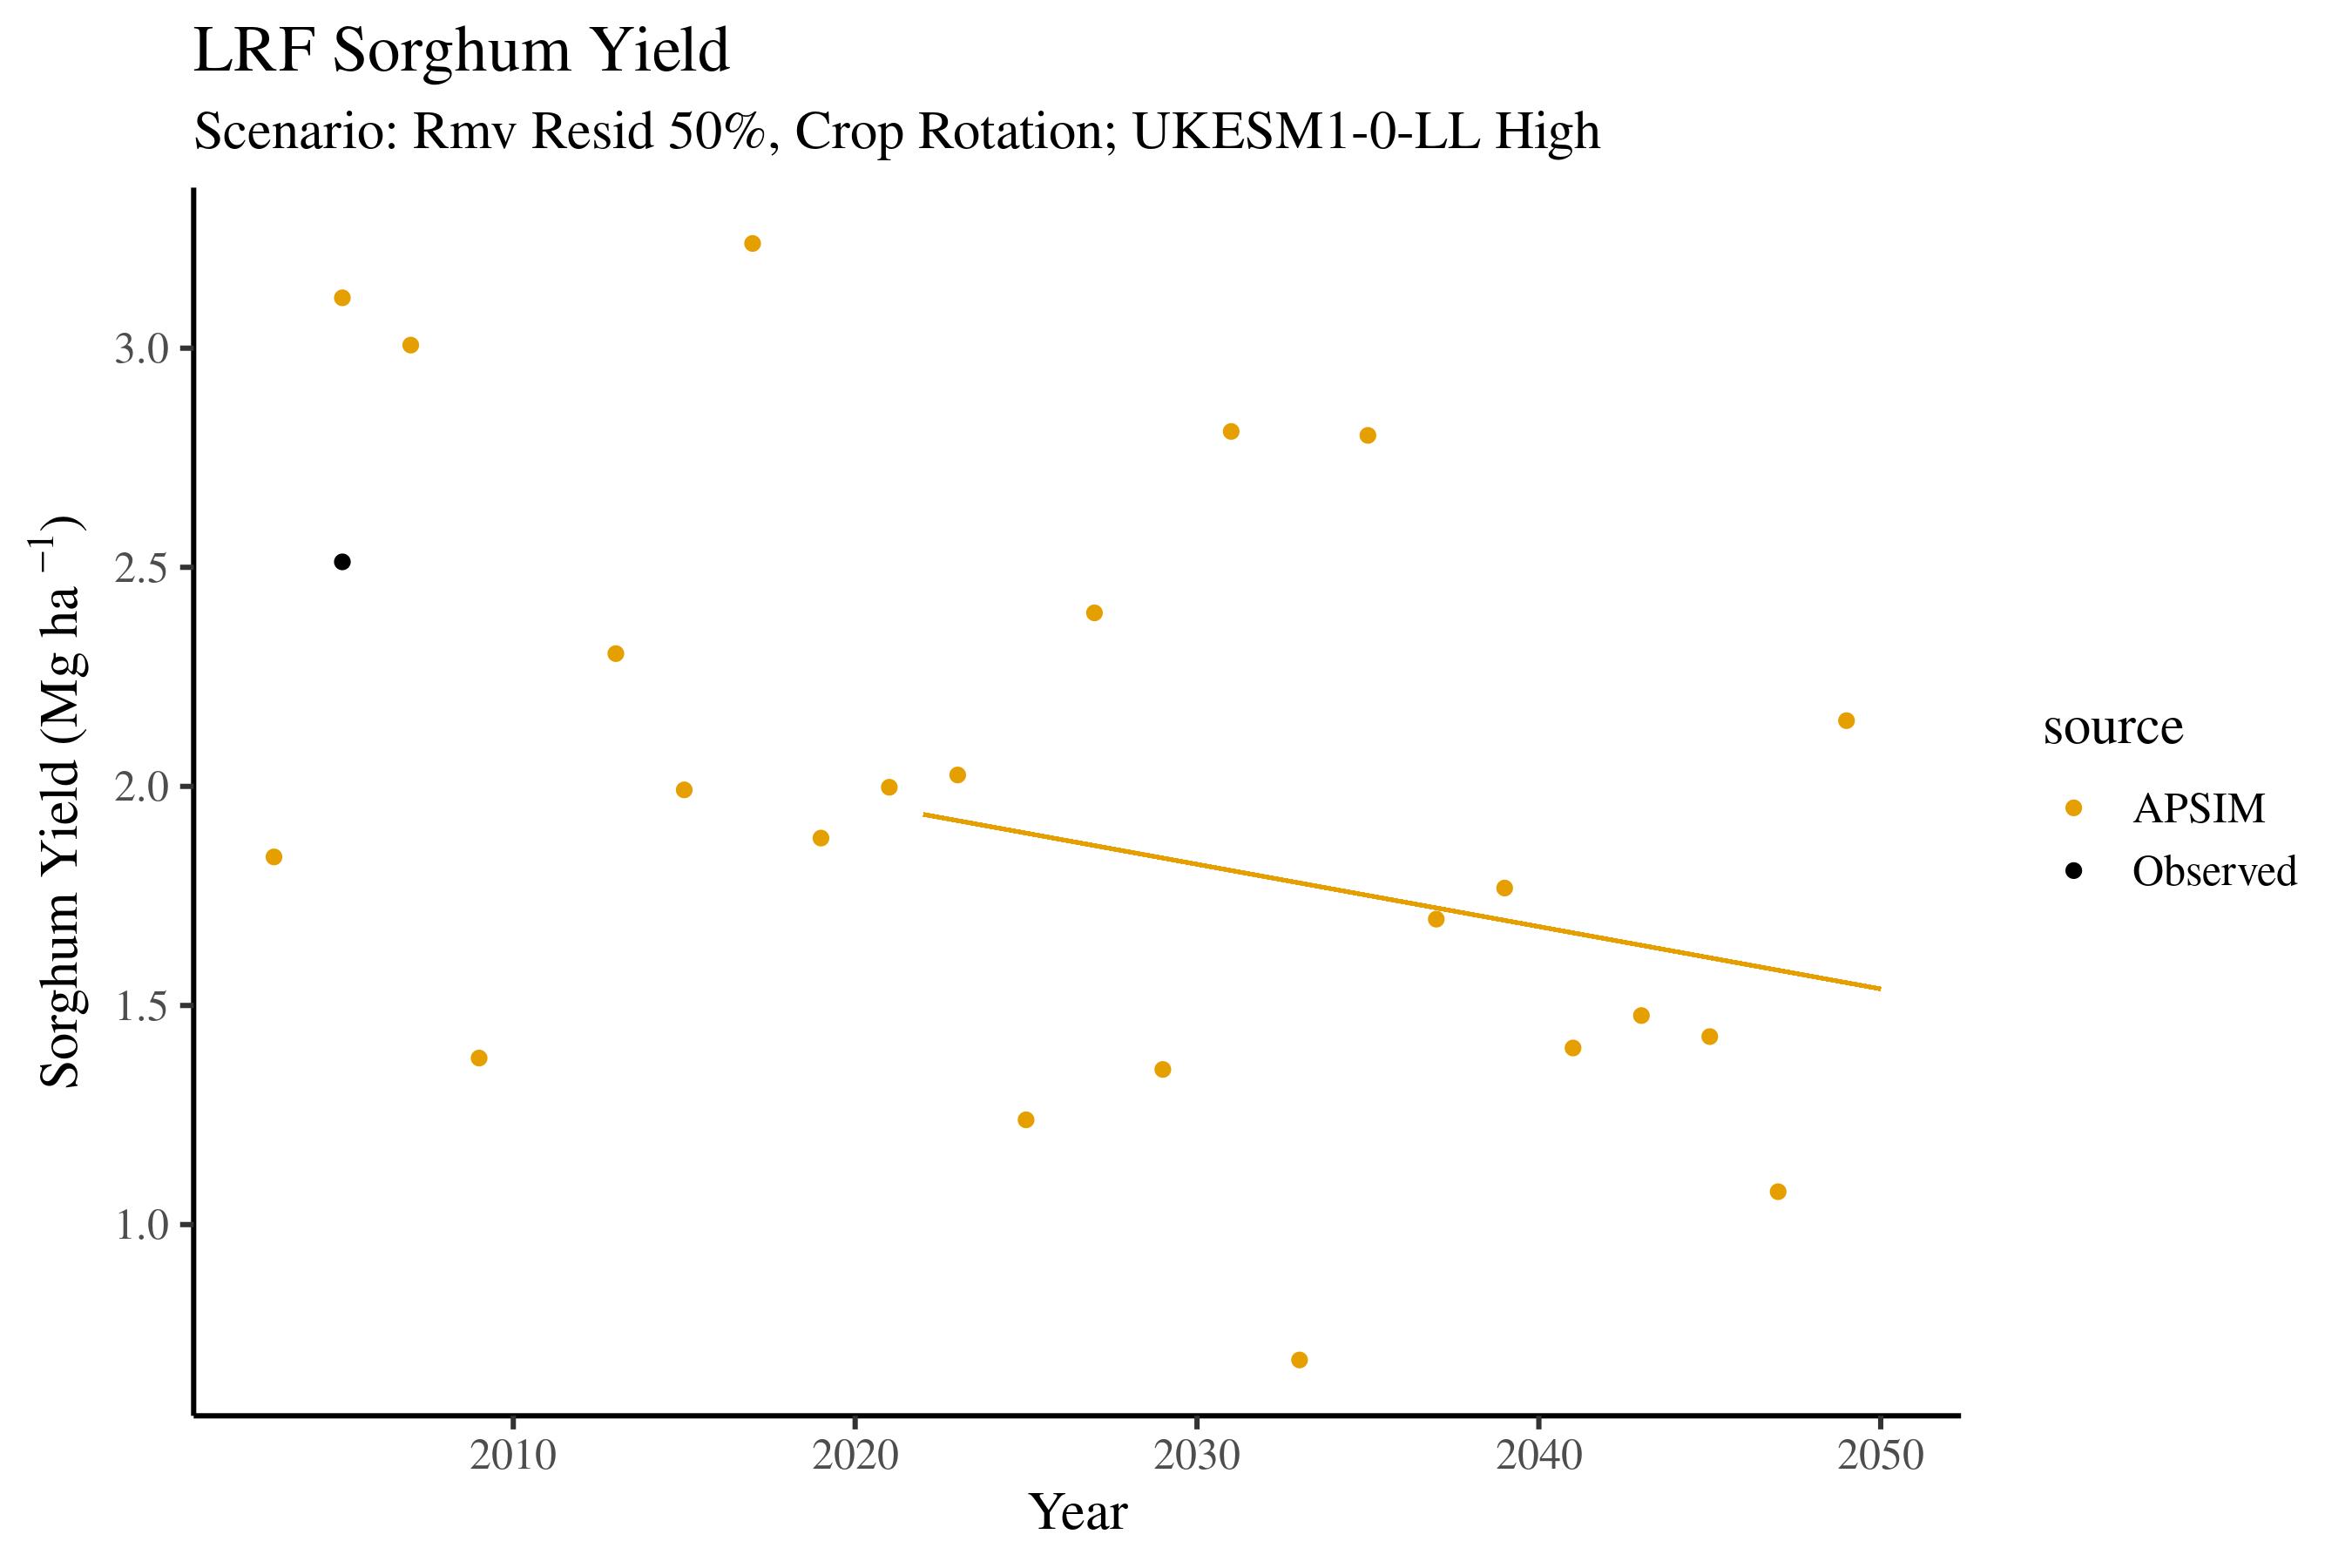 LRF Sorghum Yield
Scenario: Rmv Resid 50%, Crop Rotation; UKESM1-0-LL High
Sorghum Yield (Mg ha⁻¹)
3.0
2.5
2.0
1.5
1.0
2010 2020 2030 2040 2050
Year
source
APSIM
Observed